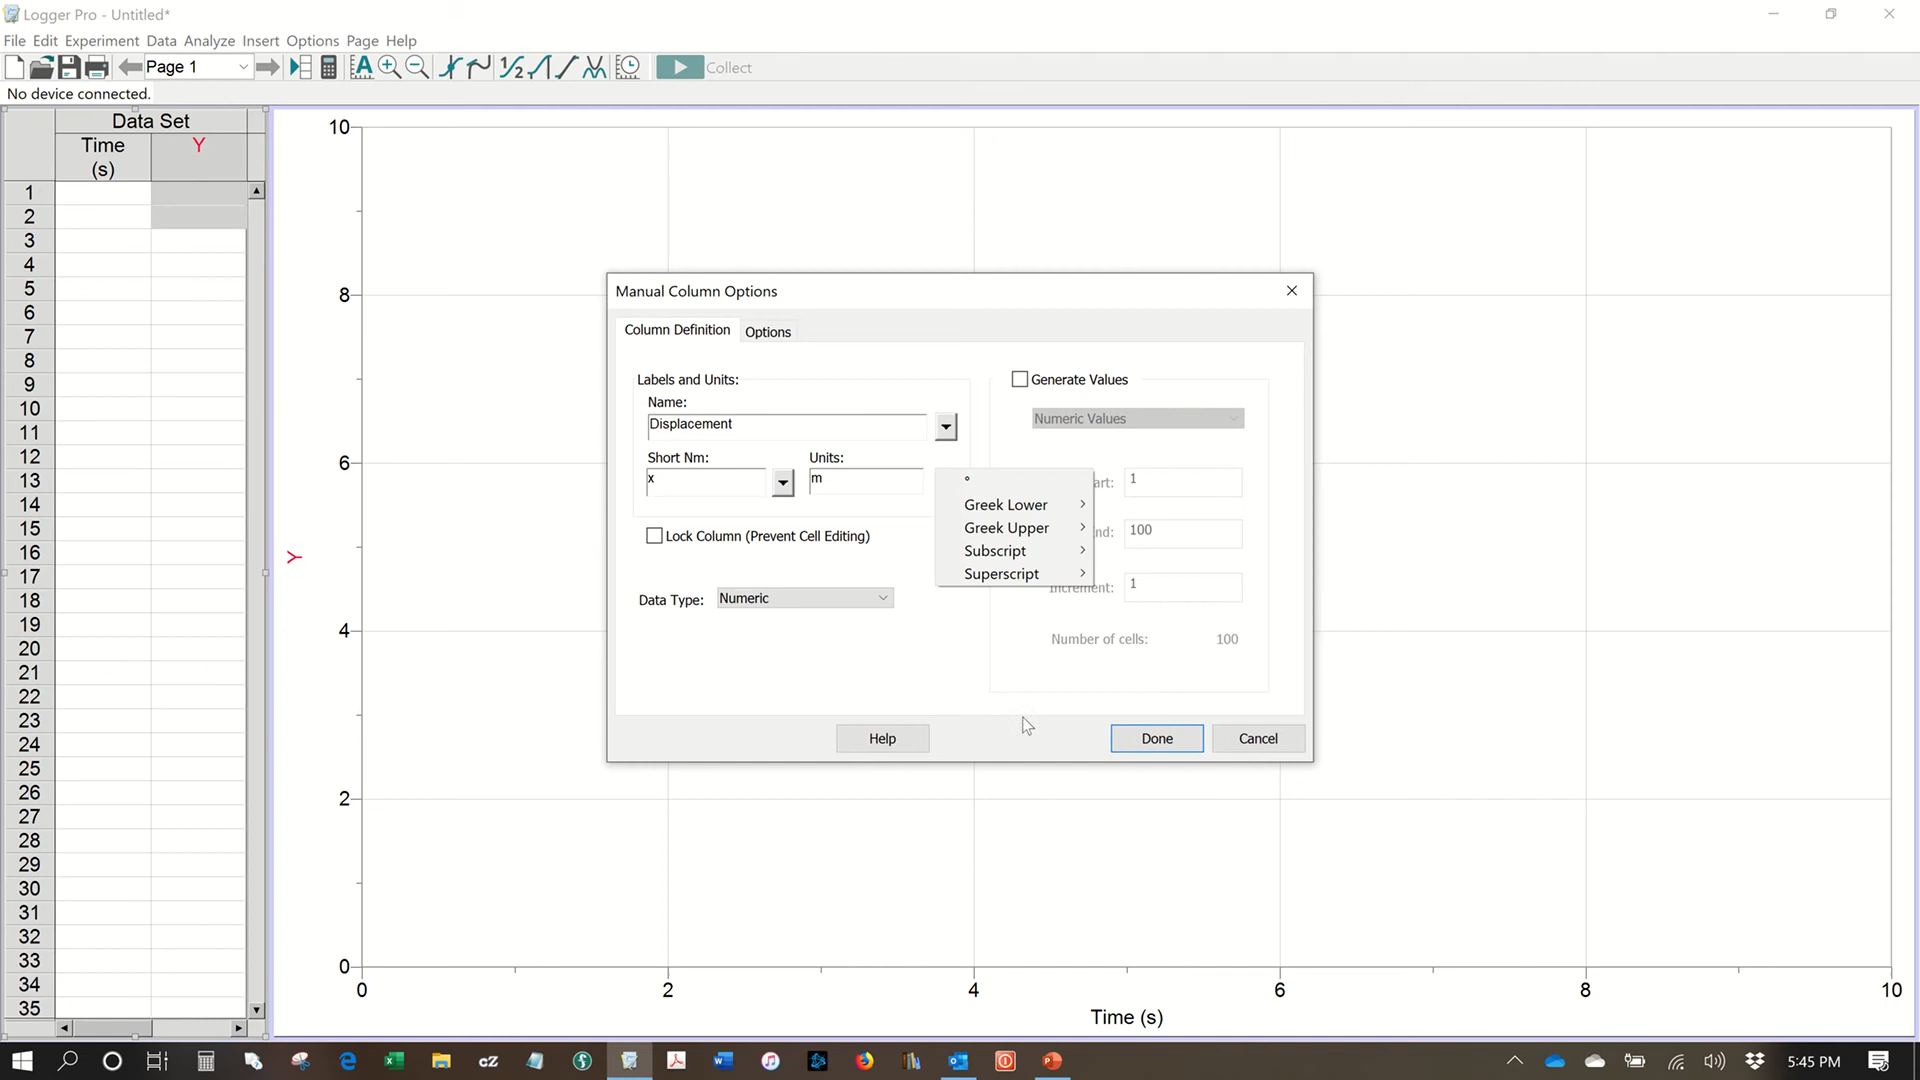 Logger Pro - Untitled*
File Edit Experiment Data Analyze Insert Options Page Help
Page 1
Collect
No device connected.
Data Set
Time
(s)
Y
1
2
3
4
5
6
7
8
9
10
11
12
13
14
15
16
17
18
19
20
21
22
23
24
25
26
27
28
29
30
31
32
33
34
35
10
8
6
4
2
0
Y
0 2 4 6 8 10
Time (s)
Manual Column Options
Column Definition Options
Labels and Units:
Name:
Displacement
Short Nm: Units:
x m
Lock Column (Prevent Cell Editing)
Data Type: Numeric
°
Greek Lower
Greek Upper
Subscript
Superscript
Generate Values
Numeric Values
art: 1
nd: 100
Increment: 1
Number of cells: 100
Help Done Cancel
5:45 PM